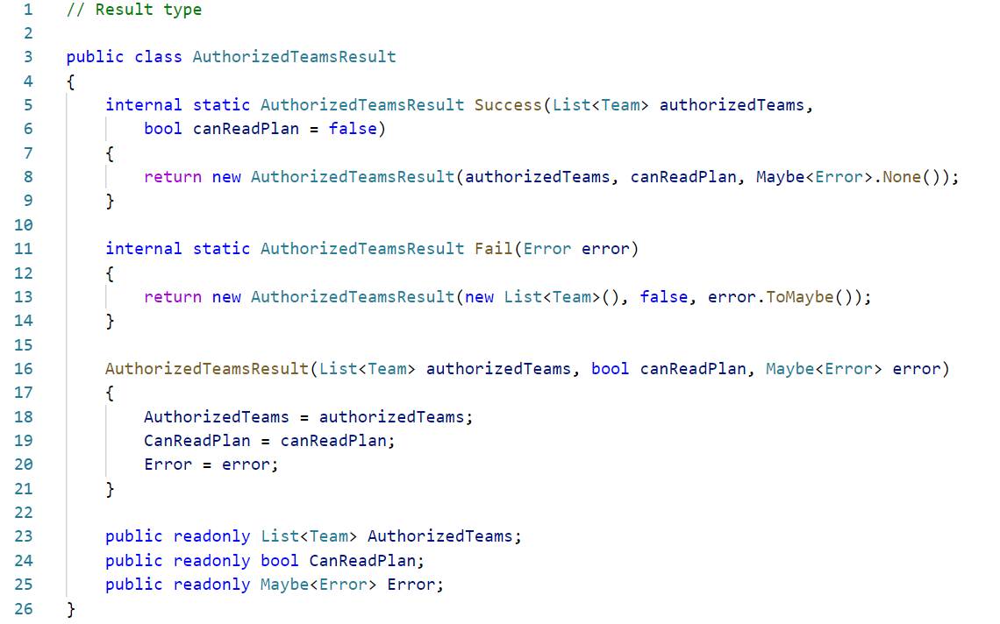 1 // Result type
2
3 public class AuthorizedTeamsResult
4 {
5     internal static AuthorizedTeamsResult Success(List<Team> authorizedTeams,
6         bool canReadPlan = false)
7     {
8         return new AuthorizedTeamsResult(authorizedTeams, canReadPlan, Maybe<Error>.None());
9     }
10
11     internal static AuthorizedTeamsResult Fail(Error error)
12     {
13         return new AuthorizedTeamsResult(new List<Team>(), false, error.ToMaybe());
14     }
15
16     AuthorizedTeamsResult(List<Team> authorizedTeams, bool canReadPlan, Maybe<Error> error)
17     {
18         AuthorizedTeams = authorizedTeams;
19         CanReadPlan = canReadPlan;
20         Error = error;
21     }
22
23     public readonly List<Team> AuthorizedTeams;
24     public readonly bool CanReadPlan;
25     public readonly Maybe<Error> Error;
26 }